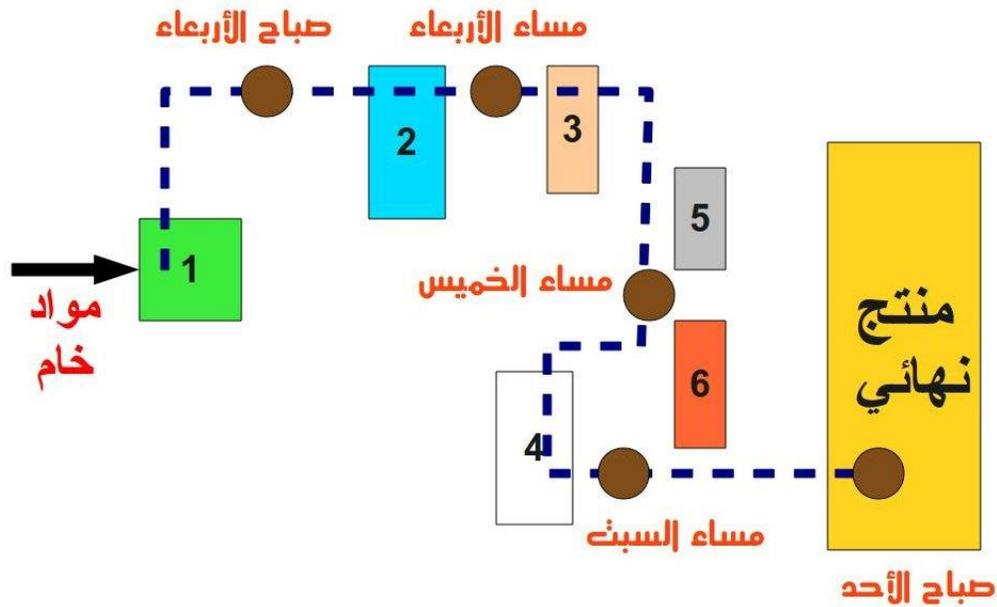 صباح الأربعاء
مساء الأربعاء
2
3
5
1
مواد
خام
مساء الخميس
منتج
نهائي
6
4
مساء السبت
صباح الأحد